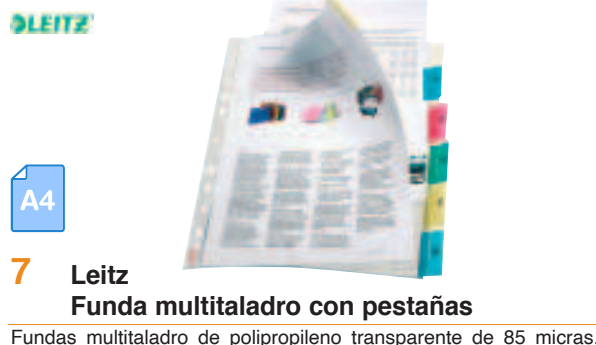 LEITZ
A4
7 Leitz
Funda multitaladro con pestañas
Fundas multitaladro de polipropileno transparente de 85 micras.